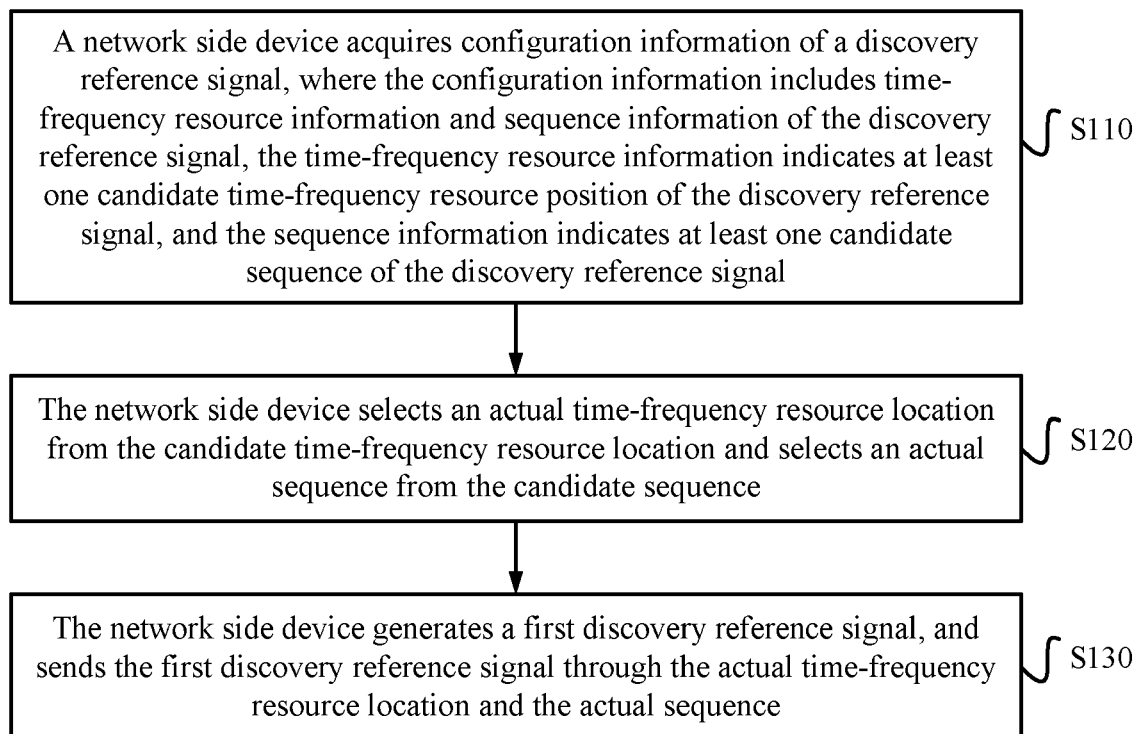 A network side device acquires configuration information of a discovery
reference signal, where the configuration information includes time-
frequency resource information and sequence information of the discovery
reference signal, the time-frequency resource information indicates at least
one candidate time-frequency resource position of the discovery reference
signal, and the sequence information indicates at least one candidate
sequence of the discovery reference signal
S110
The network side device selects an actual time-frequency resource location
from the candidate time-frequency resource location and selects an actual
sequence from the candidate sequence
S120
The network side device generates a first discovery reference signal, and
sends the first discovery reference signal through the actual time-frequency
resource location and the actual sequence
S130